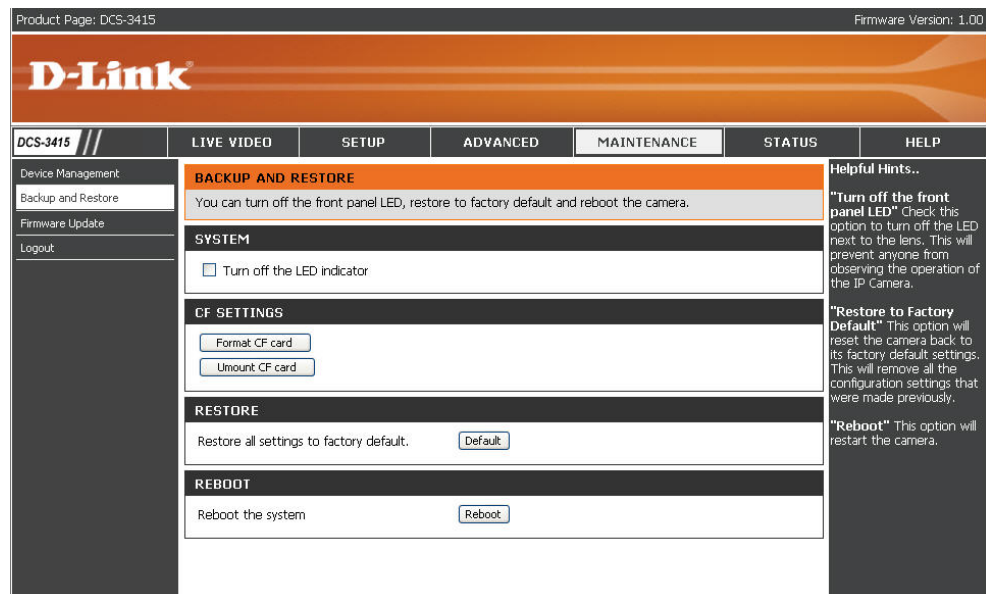 Product Page: DCS-3415
Firmware Version: 1.00
D-Link®
DCS-3415
LIVE VIDEO
SETUP
ADVANCED
MAINTENANCE
STATUS
HELP
Device Management
Backup and Restore
Firmware Update
Logout
BACKUP AND RESTORE
You can turn off the front panel LED, restore to factory default and reboot the camera.
SYSTEM
Turn off the LED indicator
CF SETTINGS
Format CF card
Umount CF card
RESTORE
Restore all settings to factory default.
Default
REBOOT
Reboot the system
Reboot
Helpful Hints..
"Turn off the front
panel LED" Check this
option to turn off the LED
next to the lens. This will
prevent anyone from
observing the operation of
the IP Camera.
"Restore to Factory
Default" This option will
reset the camera back to
its factory default settings.
This will remove all the
configuration settings that
were made previously.
"Reboot" This option will
restart the camera.